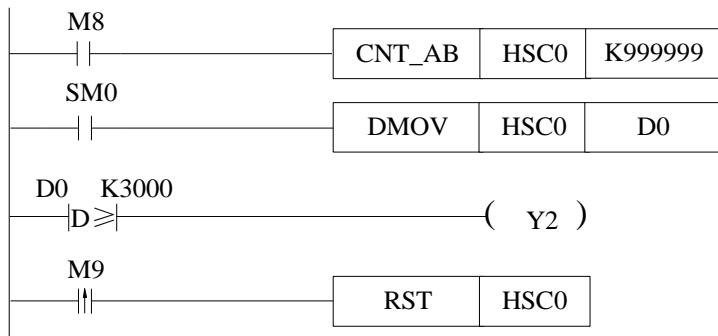 M8
CNT_AB HSC0 K999999
SM0
DMOV HSC0 D0
D0 K3000
D≥ ( Y2 )
M9
RST HSC0